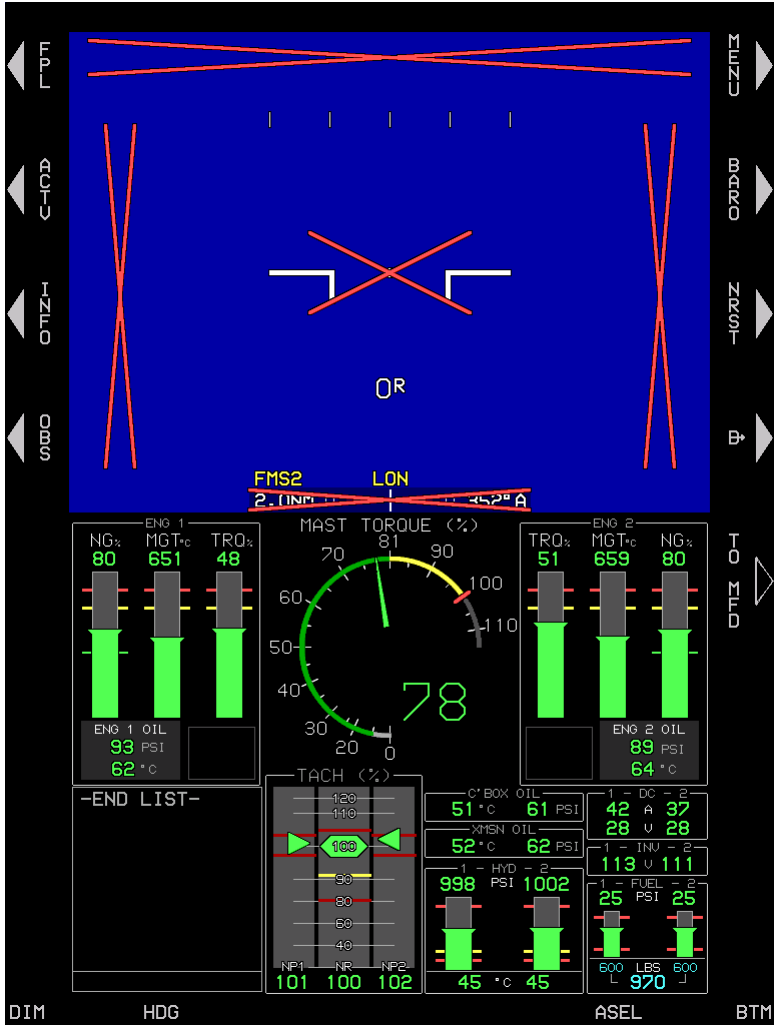 FPL
MENU
ACTV
BARO
INFO
NRST
OBS
D
0R
FMS2 LON
2.0NM 352°A
TO MFD
ENG 1
NG% MGT°C TRQ%
80 651 48
ENG 1 OIL
93 PSI
62 °C
MAST TORQUE (%)
81
70 90
60 100
50 110
40
30
20 0
78
ENG 2
TRQ% MGT°C NG%
51 659 80
ENG 2 OIL
89 PSI
64 °C
-END LIST-
TACH (%)
120
110
100
90
80
60
40
NP1 NR NP2
101 100 102
C'BOX OIL
51 °C 61 PSI
XMSN OIL
52 °C 62 PSI
1 - HYD - 2
998 PSI 1002
45 °C 45
1 - DC - 2
42 A 37
28 V 28
1 - INV - 2
113 V 111
1 - FUEL - 2
25 PSI 25
600 LBS 600
970
DIM HDG ASEL BTM